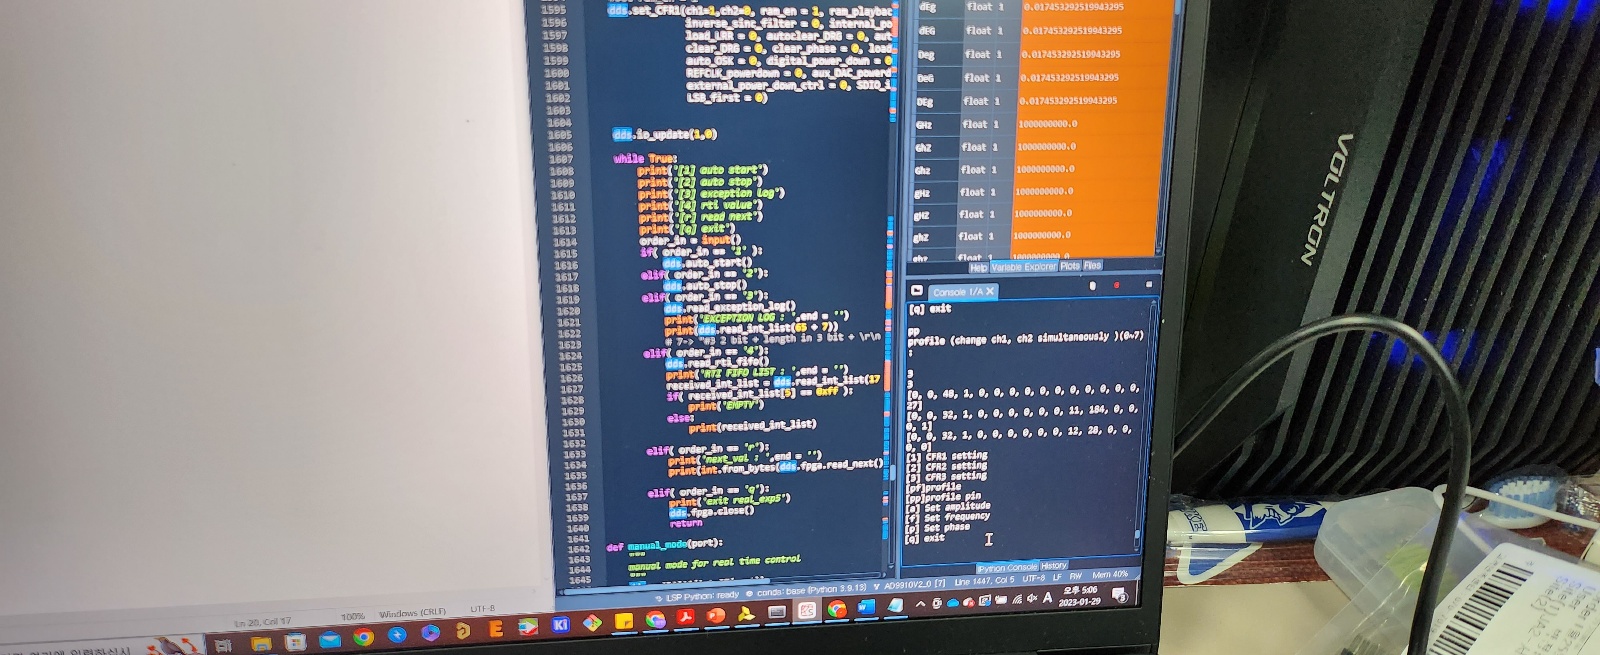 1595 dds.set_CFR1(ch1=1,ch2=0, ram_en = 1, ram_playbac
1596 inverse_sinc_filter = 0, internal_po
1597 load_LRR = 0, autoclear_DRG = 0, aut
1598 clear_DRG = 0, clear_phase = 0, load
1599 auto_OSK = 0, digital_power_down = 0
1600 REFCLK_powerdown = 0, aux_DAC_powerd
1601 external_power_down_ctrl = 0, SDIO_i
1602 LSB_first = 0)
1603
1604
1605 dds.io_update(1,0)
1606
1607 while True:
1608 print('[1] auto start')
1609 print('[2] auto stop')
1610 print('[3] exception log')
1611 print('[4] rti value')
1612 print('[r] read next')
1613 print('[q] exit')
1614 order_in = input()
1615 if( order_in == '1' ):
1616 dds.auto_start()
1617 elif( order_in == '2'):
1618 dds.auto_stop()
1619 elif( order_in == '3'):
1620 dds.read_exception_log()
1621 print('EXCEPTION LOG : ',end = '')
1622 print(dds.read_int_list(65 + 7))
1623 # 7-> "#3 2 bit + length in 3 bit + \r\n
1624 elif( order_in == '4'):
1625 dds.read_rti_fifo()
1626 print('RTI FIFO LIST : ',end = '')
1627 received_int_list = dds.read_int_list(17
1628 if( received_int_list[5] == 0xff ):
1629 print('EMPTY')
1630 else:
1631 print(received_int_list)
1632
1633 elif( order_in == 'r'):
1634 print('next_val : ',end = '')
1635 print(int.from_bytes(dds.fpga.read_next()
1636
1637 elif( order_in == 'q'):
1638 print('exit real_exp5')
1639 dds.fpga.close()
1640 return
1641
1642 def manual_mode(port):
1643 """
1644 manual mode for real time control
1645 """
dEg float 1 0.017453292519943295
dEG float 1 0.017453292519943295
Deg float 1 0.017453292519943295
DeG float 1 0.017453292519943295
DEg float 1 0.017453292519943295
GHz float 1 1000000000.0
GhZ float 1 1000000000.0
Ghz float 1 1000000000.0
gHz float 1 1000000000.0
gHZ float 1 1000000000.0
ghZ float 1 1000000000.0
ghz float 1 1000000000.0
Help Variable Explorer Plots Files
Console 1/A X
[q] exit
pp
profile (change ch1, ch2 simultaneously )(0~7)
:
3
3
[0, 0, 48, 1, 0, 0, 0, 0, 0, 0, 0, 0, 0, 0, 0,
27]
[0, 0, 32, 1, 0, 0, 0, 0, 0, 0, 11, 184, 0, 0,
0, 1]
[0, 0, 32, 1, 0, 0, 0, 0, 0, 0, 12, 28, 0, 0,
0, 0]
[1] CFR1 setting
[2] CFR2 setting
[3] CFR3 setting
[pf]profile
[pp]profile pin
[a] Set amplitude
[f] Set frequency
[p] Set phase
[q] exit
IPython Console History
LSP Python: ready conda: base (Python 3.9.13) AD9910V2_0 [7] Line 1447, Col 5 UTF-8 LF RW Mem 40%
Ln 20, Col 17 100% Windows (CRLF) UTF-8
Ki
A 오후 5:06
2023-01-29
3
VOLTRON